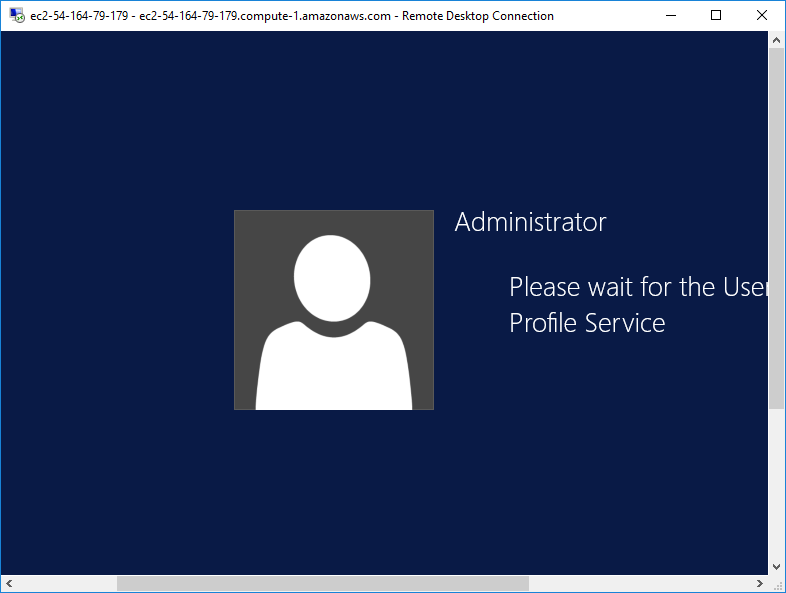 ec2-54-164-79-179 - ec2-54-164-79-179.compute-1.amazonaws.com - Remote Desktop Connection
Administrator
Please wait for the User
Profile Service